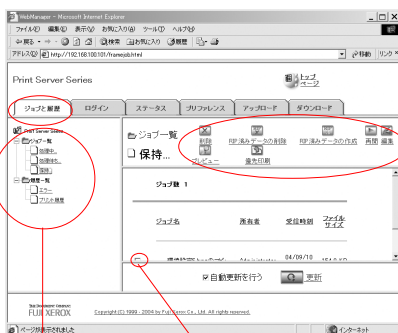 WebManager - Microsoft Internet Explorer
ファイル(F) 編集(E) 表示(V) お気に入り(A) ツール(T) ヘルプ(H)
戻る 検索 お気に入り 履歴
アドレス(D) http://192.168.100.101/framejob.html 移動 リンク
Print Server Series
トップページ
ジョブと履歴 ログイン ステータス プリファレンス アップロード ダウンロード
Print Server Series
ジョブ一覧
処理中..
処理待ち..
保持..
履歴一覧
エラー..
プリント履歴
ジョブ一覧
保持...
削除 RIP済みデータの削除 RIP済みデータの作成 再開 編集
プレビュー 優先印刷
ジョブ数 1
ジョブ名 所有者 受信時刻 ファイルサイズ
Administrator 04/09/10
自動更新を行う 更新
THE DOCUMENT COMPANY
FUJI XEROX
Copyright (C) 1999 - 2004 by Fuji Xerox Co., Ltd. All rights reserved.
ページが表示されました インターネット